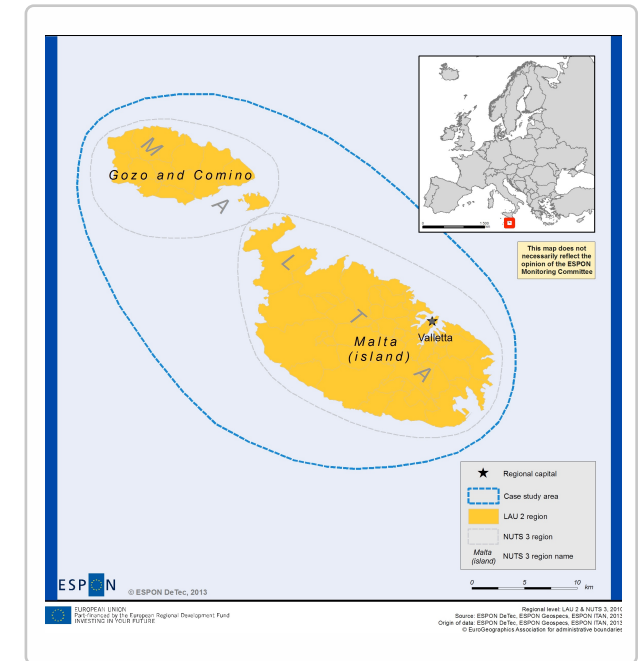 M
Gozo and Comino
A
L
T
A
Malta
(island)
Valletta
This map does not
necessarily reflect the
opinion of the ESPON
Monitoring Committee
Regional capital
Case study area
LAU 2 region
NUTS 3 region
Malta
(island)
NUTS 3 region name
0 5 10
km
ESPON
© ESPON DeTec, 2013
EUROPEAN UNION
Part-financed by the European Regional Development Fund
INVESTING IN YOUR FUTURE
Regional level: LAU 2 & NUTS 3, 2010
Source: ESPON DeTec, ESPON Geospecs, ESPON ITAN, 2013
Origin of data: ESPON DeTec, ESPON Geospecs, ESPON ITAN, 2013
© EuroGeographics Association for administrative boundaries